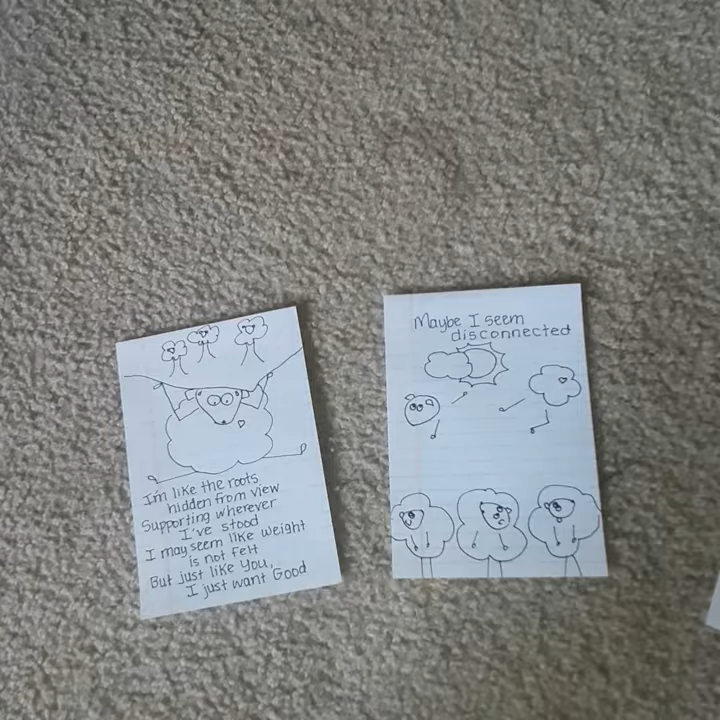 I'm like the roots
hidden from view
Supporting wherever
I've stood
I may seem like weight
is not felt
But just like you,
I just want Good
Maybe I seem
disconnected